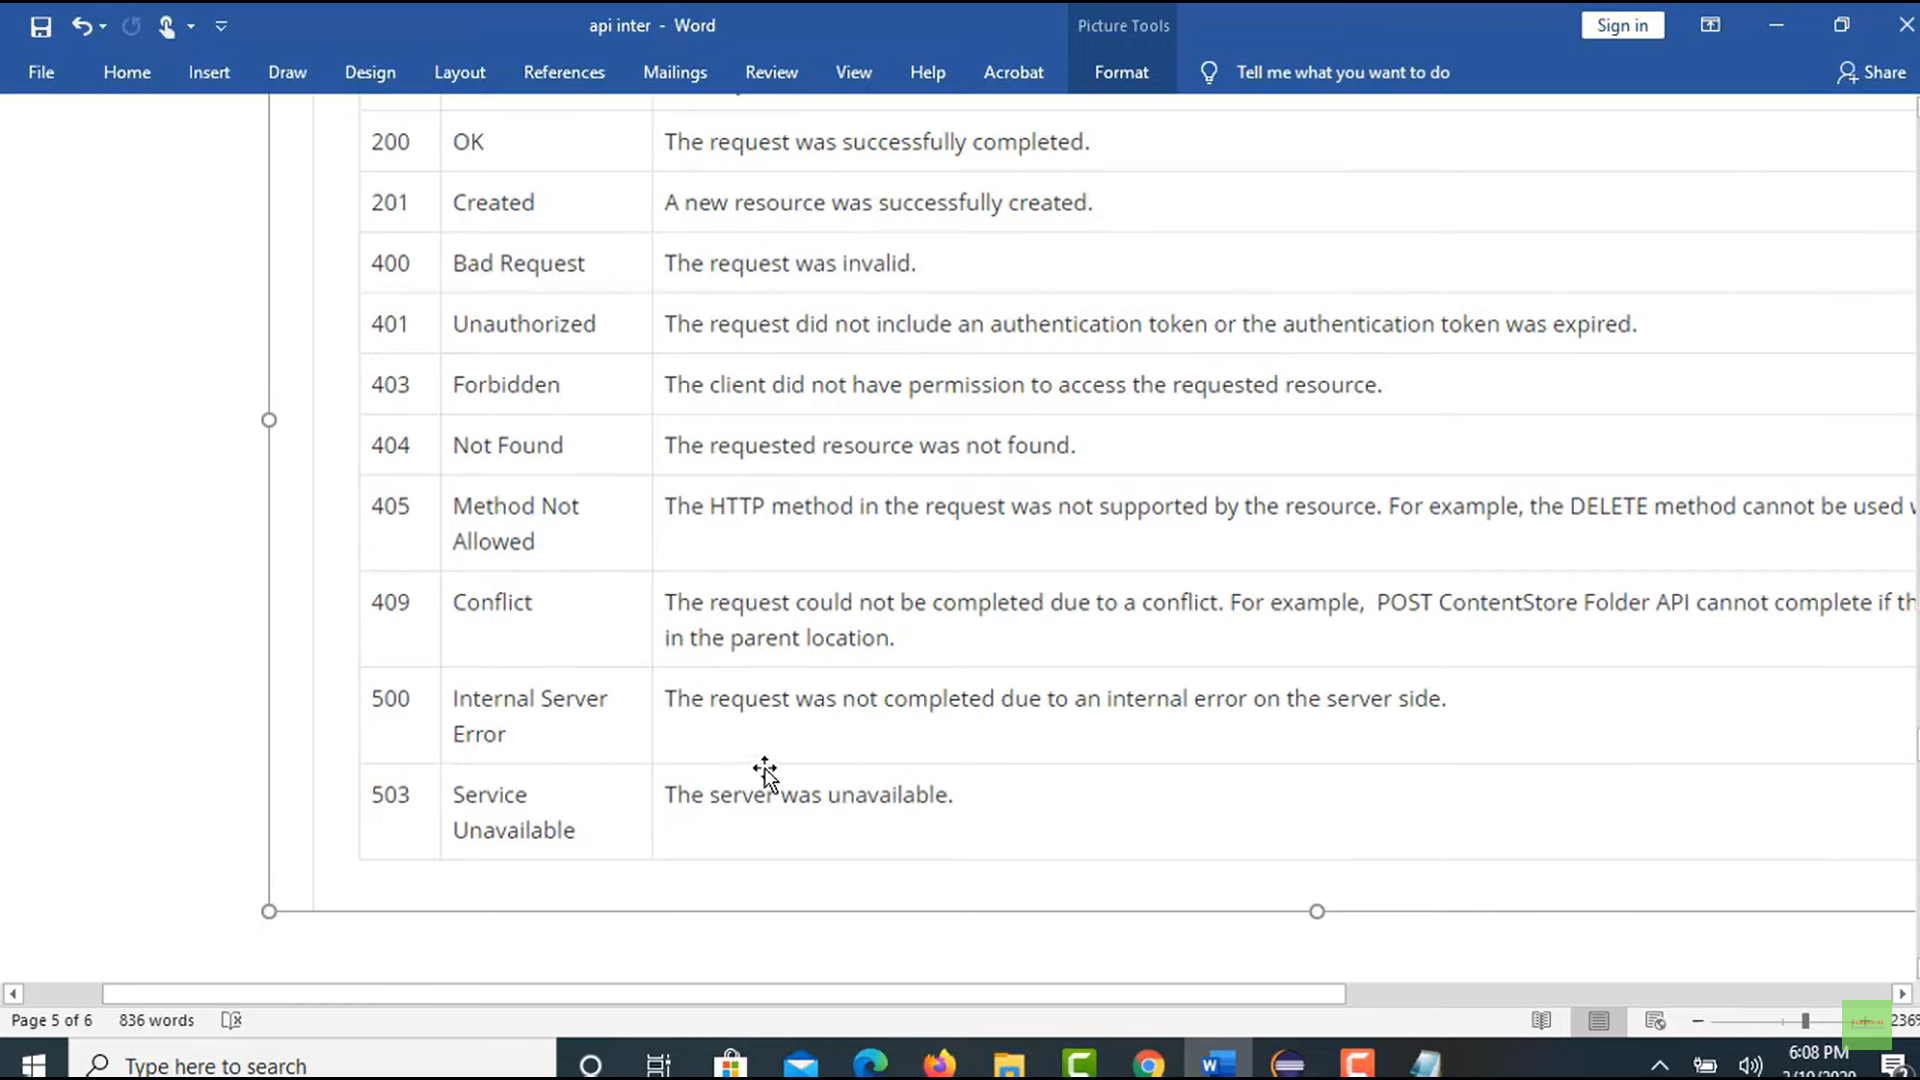 api inter - Word
Picture Tools
Sign in
File Home Insert Draw Design Layout References Mailings Review View Help Acrobat Format Tell me what you want to do Share
200 OK The request was successfully completed.
201 Created A new resource was successfully created.
400 Bad Request The request was invalid.
401 Unauthorized The request did not include an authentication token or the authentication token was expired.
403 Forbidden The client did not have permission to access the requested resource.
404 Not Found The requested resource was not found.
405 Method Not The HTTP method in the request was not supported by the resource. For example, the DELETE method cannot be used
Allowed
409 Conflict The request could not be completed due to a conflict. For example, POST ContentStore Folder API cannot complete if
in the parent location.
500 Internal Server The request was not completed due to an internal error on the server side.
Error
503 Service The server was unavailable.
Unavailable
Page 5 of 6 836 words 236%
Type here to search
6:08 PM